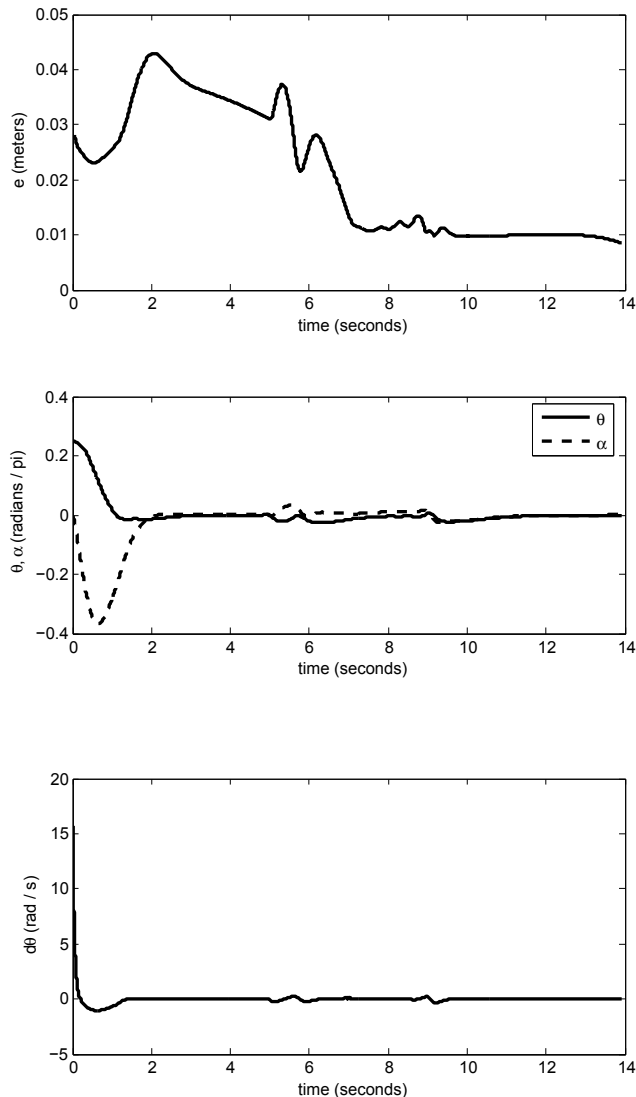 0.05
0.04
0.03
0.02
0.01
0
e (meters)
0 2 4 6 8 10 12 14
time (seconds)
0.4
0.2
0
−0.2
−0.4
θ, α (radians / pi)
θ
α
0 2 4 6 8 10 12 14
time (seconds)
20
15
10
5
0
−5
dθ (rad / s)
0 2 4 6 8 10 12 14
time (seconds)